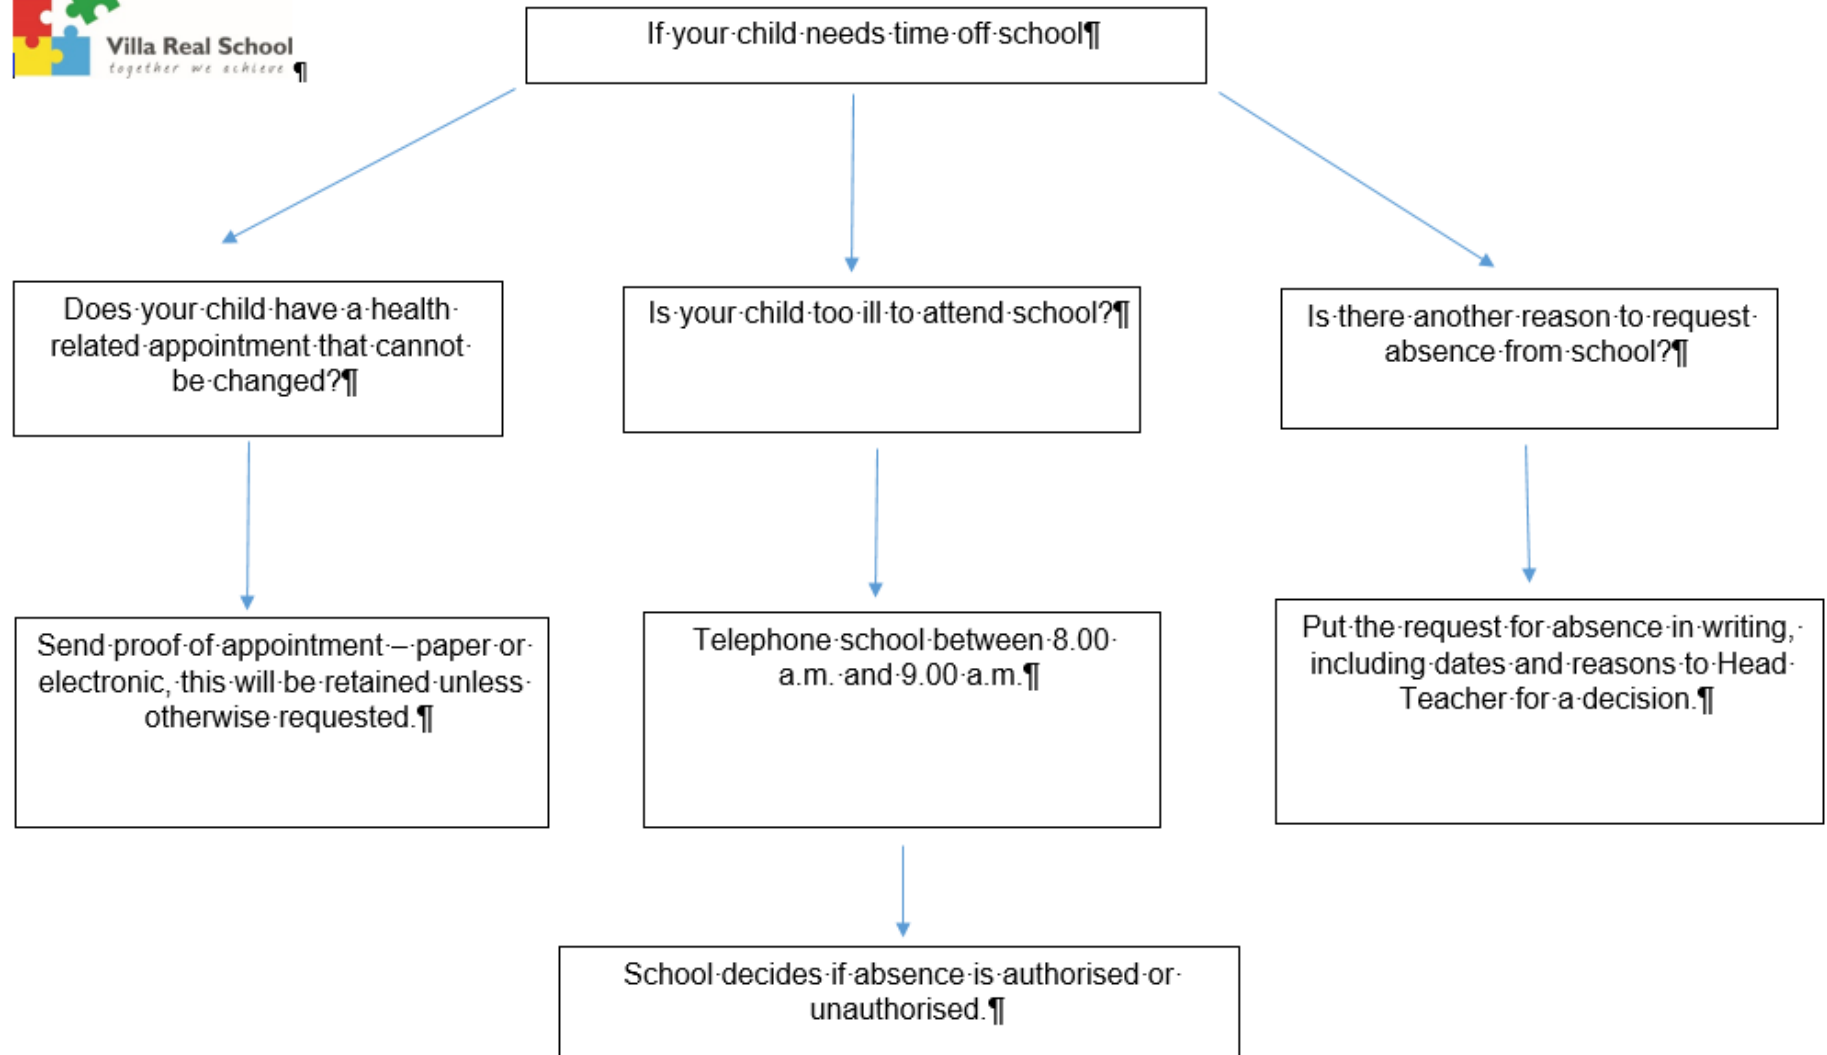 Villa Real School
together we achieve ¶
If·your·child·needs·time·off·school¶
Does·your·child·have·a·health·
related·appointment·that·cannot·
be·changed?¶
Is·your·child·too·ill·to·attend·school?¶
Is·there·another·reason·to·request·
absence·from·school?¶
Send·proof·of·appointment·–·paper·or·
electronic,·this·will·be·retained·unless·
otherwise·requested.¶
Telephone·school·between·8.00·
a.m.·and·9.00·a.m.¶
Put·the·request·for·absence·in·writing,·
including·dates·and·reasons·to·Head·
Teacher·for·a·decision.¶
School·decides·if·absence·is·authorised·or·
unauthorised.¶